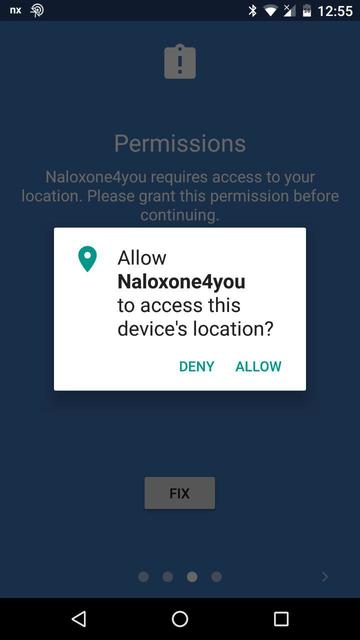 nx 12:55
Permissions
Naloxone4you requires access to your
location. Please grant this permission before
continuing.
Allow
Naloxone4you
to access this
device's location?
DENY ALLOW
FIX